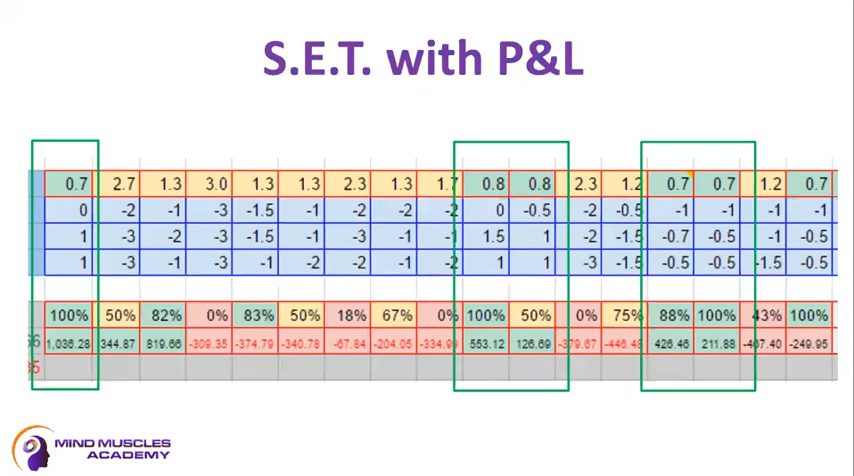 S.E.T. with P&L
0.7 2.7 1.3 3.0 1.3 1.3 2.3 1.3 1.7 0.8 0.8 2.3 1.2 0.7 0.7 1.2 0.7
0 -2 -1 -3 -1.5 -1 -2 -2 -2 0 -0.5 -2 -0.5 -1 -1 -1 -1
1 -3 -2 -3 -1.5 -1 -3 -1 -1 1.5 1 -2 -1.5 -0.7 -0.5 -1 -0.5
1 -3 -1 -3 -1 -2 -2 -1 -2 1 1 -3 -1.5 -0.5 -0.5 -1.5 -0.5
100% 50% 82% 0% 83% 50% 18% 67% 0% 100% 50% 0% 75% 88% 100% 43% 100%
1,036.28 344.87 819.66 -309.35 -374.79 -340.78 -67.84 -204.05 -334.99 553.12 126.69 -379.67 -446.48 426.46 211.88 -467.40 -249.95
MIND MUSCLES
ACADEMY